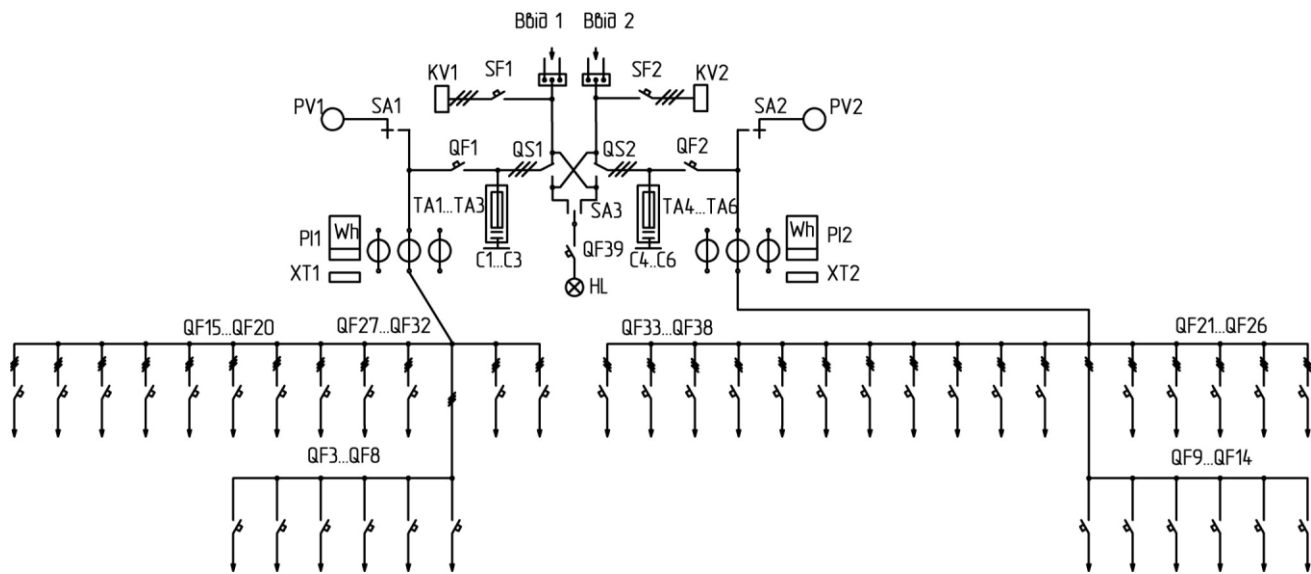 Ввід 1 Ввід 2
KV1 SF1 SF2 KV2
PV1 SA1 SA2 PV2
QF1 QS1 QS2 QF2
TA1...TA3 SA3 TA4...TA6
PI1 Wh QF39 Wh PI2
C1...C3 C4..C6
XT1 HL XT2
QF15...QF20 QF27...QF32 QF33...QF38 QF21...QF26
QF3...QF8 QF9...QF14